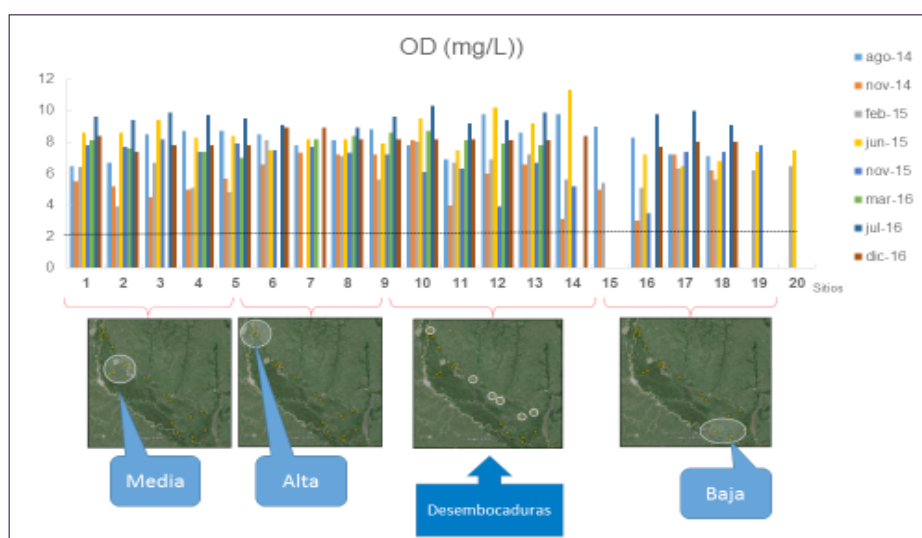 OD (mg/L))
12
10
8
6
4
2
0
ago-14
nov-14
feb-15
jun-15
nov-15
mar-16
jul-16
dic-16
1 2 3 4 5 6 7 8 9 10 11 12 13 14 15 16 17 18 19 20 Sitios
Media
Alta
Desembocaduras
Baja